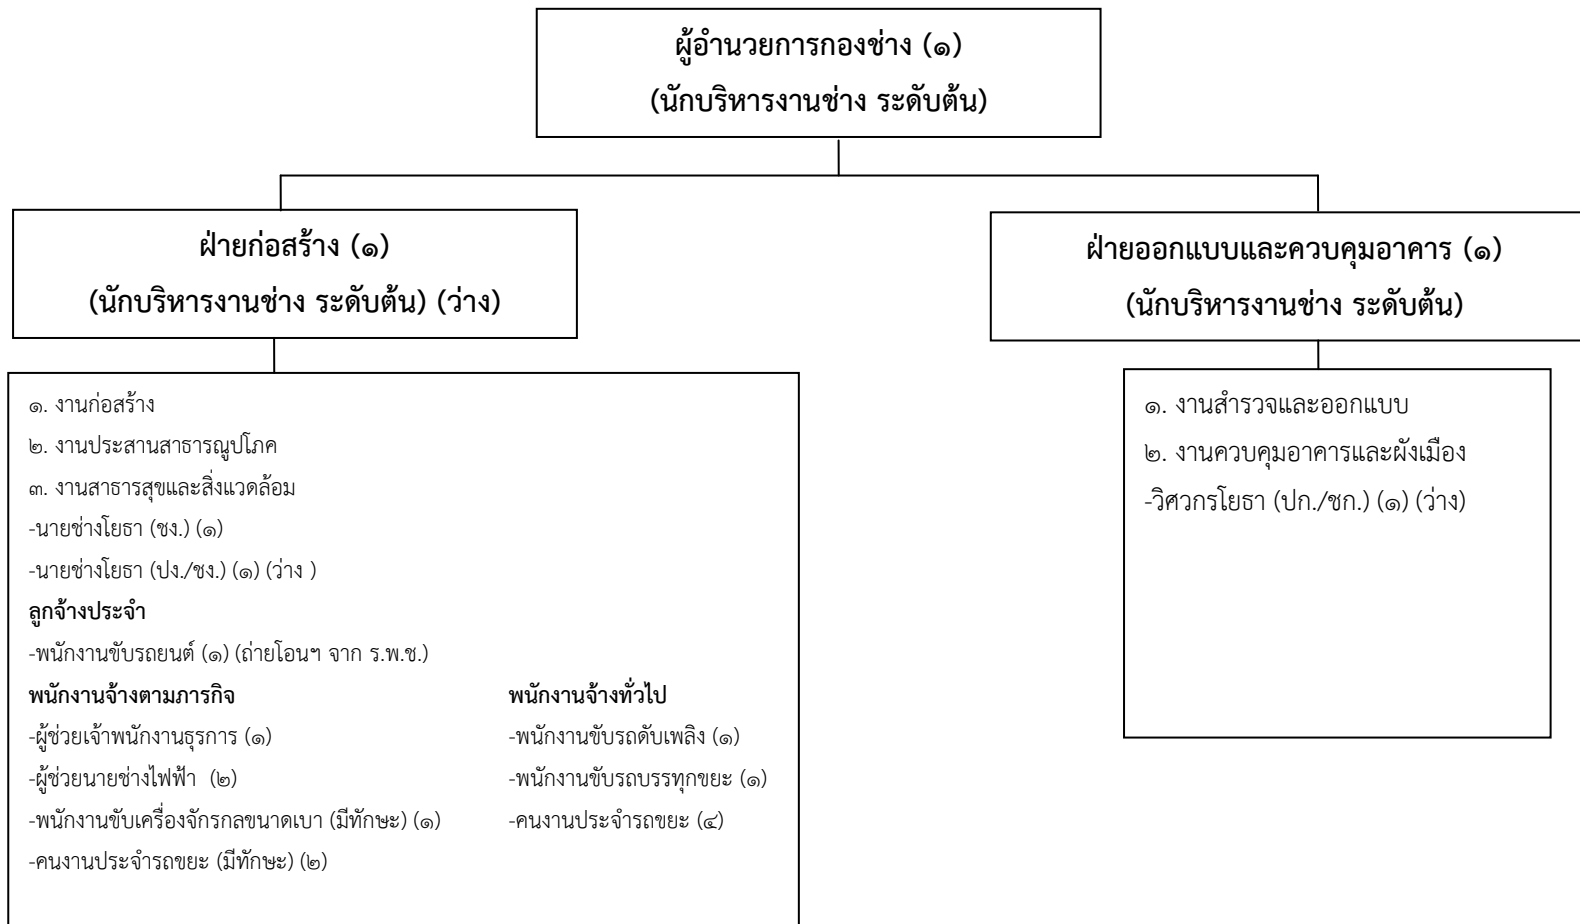 ผู้อำนวยการกองช่าง (๑)
(นักบริหารงานช่าง ระดับต้น)
ฝ่ายก่อสร้าง (๑)
(นักบริหารงานช่าง ระดับต้น) (ว่าง)
๑. งานก่อสร้าง
๒. งานประสานสาธารณูปโภค
๓. งานสาธารสุขและสิ่งแวดล้อม
-นายช่างโยธา (ชง.) (๑)
-นายช่างโยธา (ปง./ชง.) (๑) (ว่าง )
ลูกจ้างประจำ
-พนักงานขับรถยนต์ (๑) (ถ่ายโอนฯ จาก ร.พ.ช.)
พนักงานจ้างตามภารกิจ
-ผู้ช่วยเจ้าพนักงานธุรการ (๑)
-ผู้ช่วยนายช่างไฟฟ้า (๒)
-พนักงานขับเครื่องจักรกลขนาดเบา (มีทักษะ) (๑)
-คนงานประจำรถขยะ (มีทักษะ) (๒)
พนักงานจ้างทั่วไป
-พนักงานขับรถดับเพลิง (๑)
-พนักงานขับรถบรรทุกขยะ (๑)
-คนงานประจำรถขยะ (๔)
ฝ่ายออกแบบและควบคุมอาคาร (๑)
(นักบริหารงานช่าง ระดับต้น)
๑. งานสำรวจและออกแบบ
๒. งานควบคุมอาคารและผังเมือง
-วิศวกรโยธา (ปก./ชก.) (๑) (ว่าง)